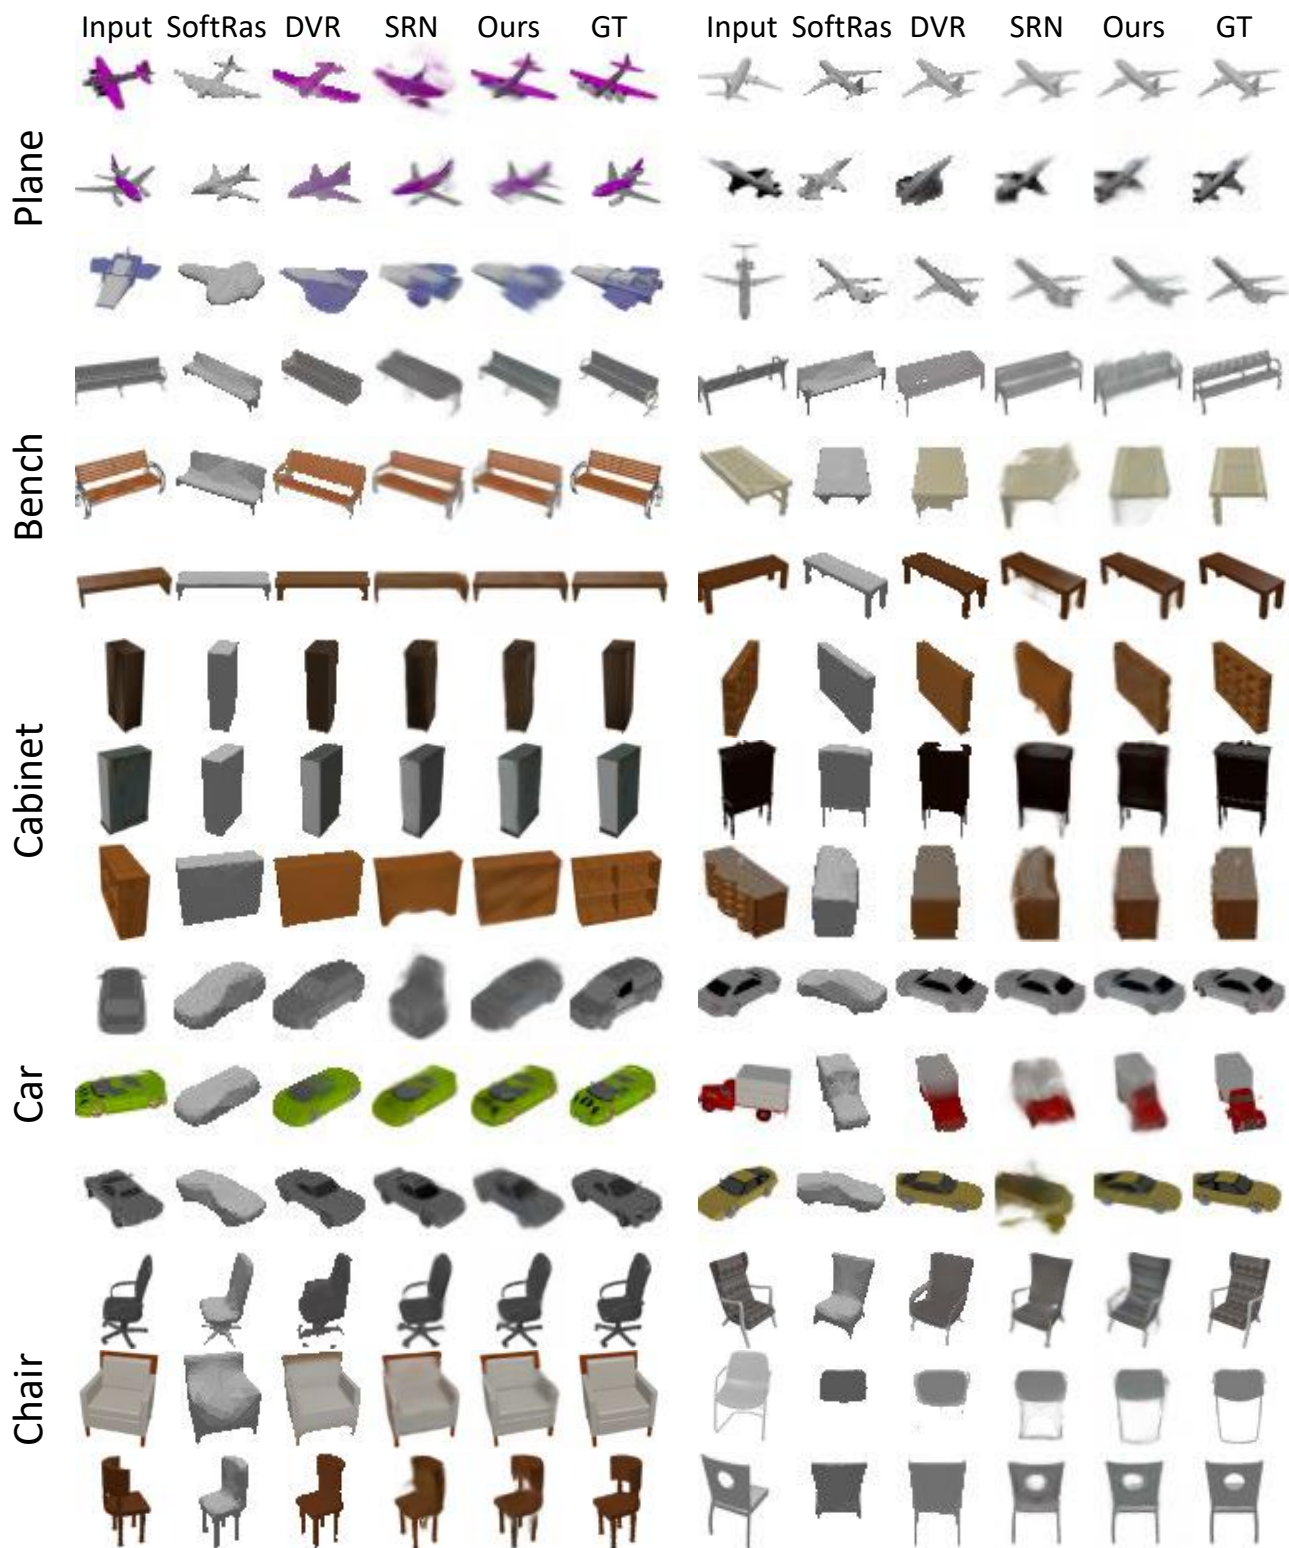 Input SoftRas DVR SRN Ours GT Input SoftRas DVR SRN Ours GT
Plane
Bench
Cabinet
Car
Chair